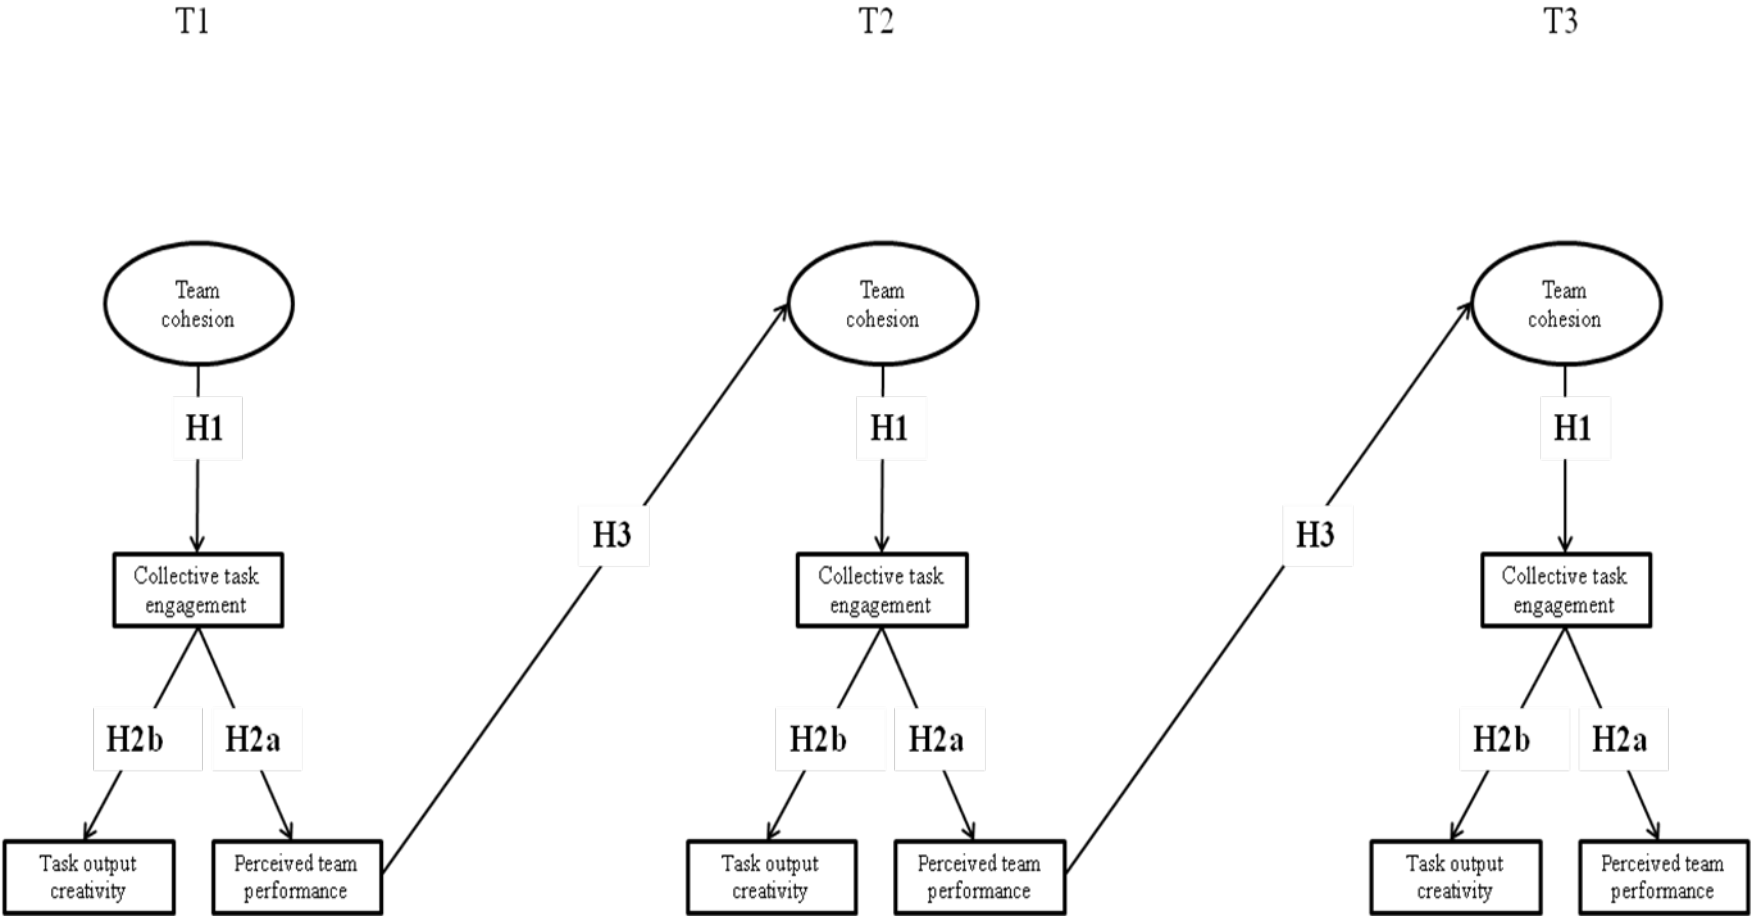 T1
T2
T3
Team
cohesion
Team
cohesion
Team
cohesion
H1
H1
H1
H3
H3
Collective task
engagement
Collective task
engagement
Collective task
engagement
H2b
H2a
H2b
H2a
H2b
H2a
Task output
creativity
Perceived team
performance
Task output
creativity
Perceived team
performance
Task output
creativity
Perceived team
performance